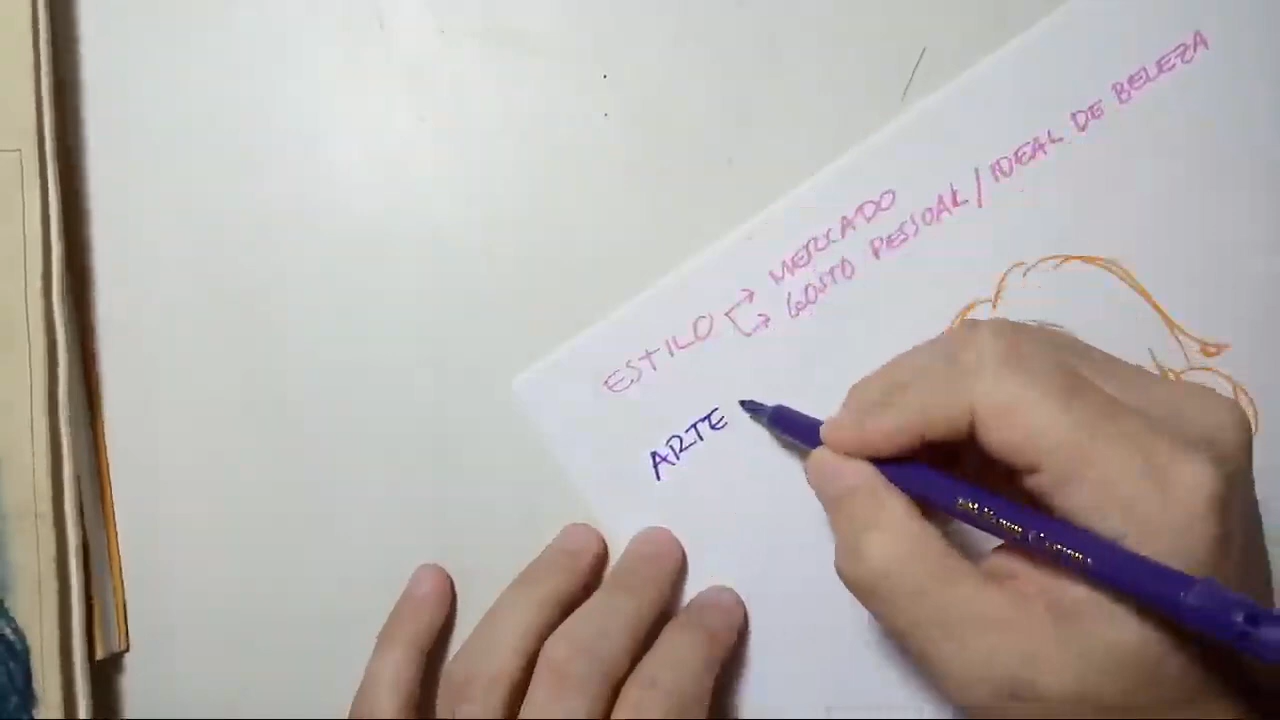 ESTILO → MERCADO
→ GOSTO PESSOAL / IDEAL DE BELEZA
ARTE